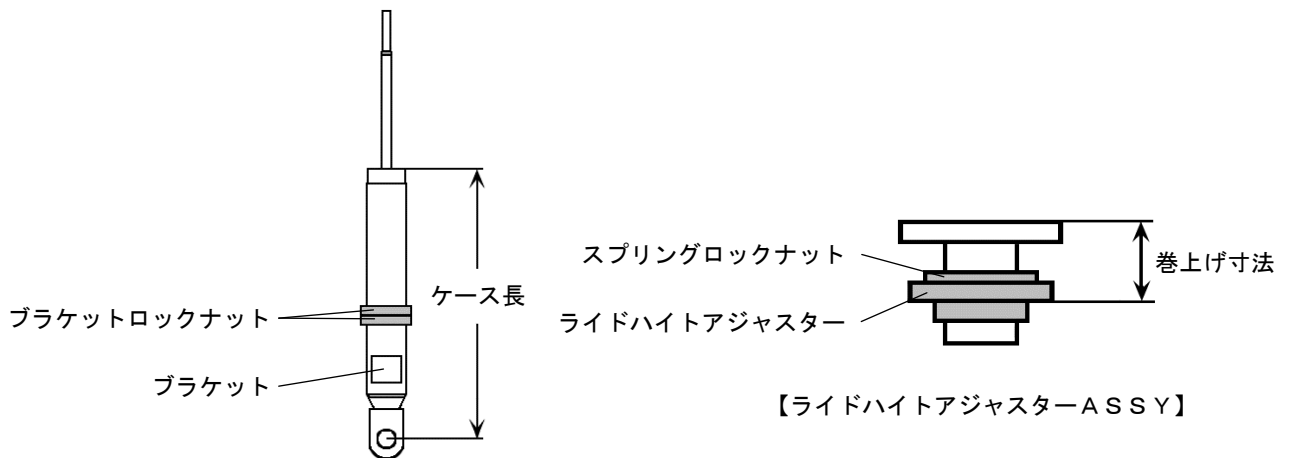 ケース長
ブラケットロックナット
ブラケット
スプリングロックナット
ライドハイトアジャスター
巻上げ寸法
【ライドハイトアジャスターＡＳＳＹ】